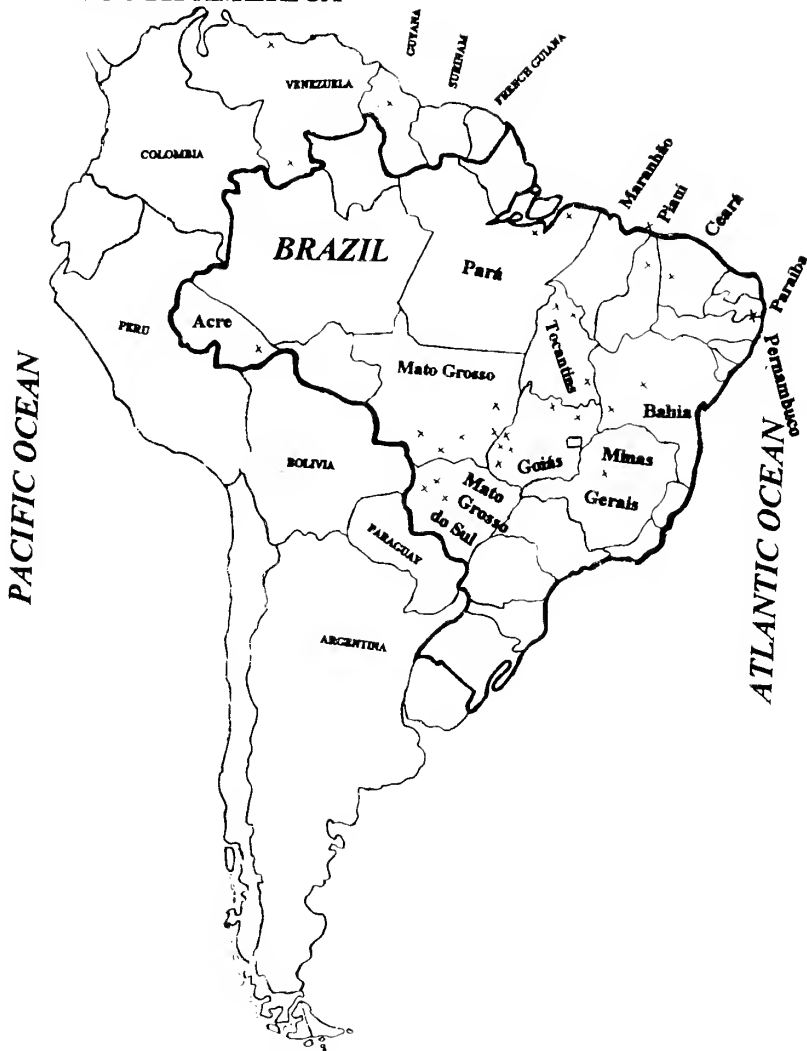 GUYANA
SURINAM
FRENCH GUIANA
VENEZUELA
COLOMBIA
Maranhão
Piauí
Ceará
BRAZIL
Pará
Paraíba
PERU
Acre
Tocantins
Pernambuco
Mato Grosso
Bahia
PACIFIC OCEAN
BOLIVIA
Goiás
Minas
Gerais
Mato
Grosso
do Sul
ATLANTIC OCEAN
PARAGUAY
ARGENTINA